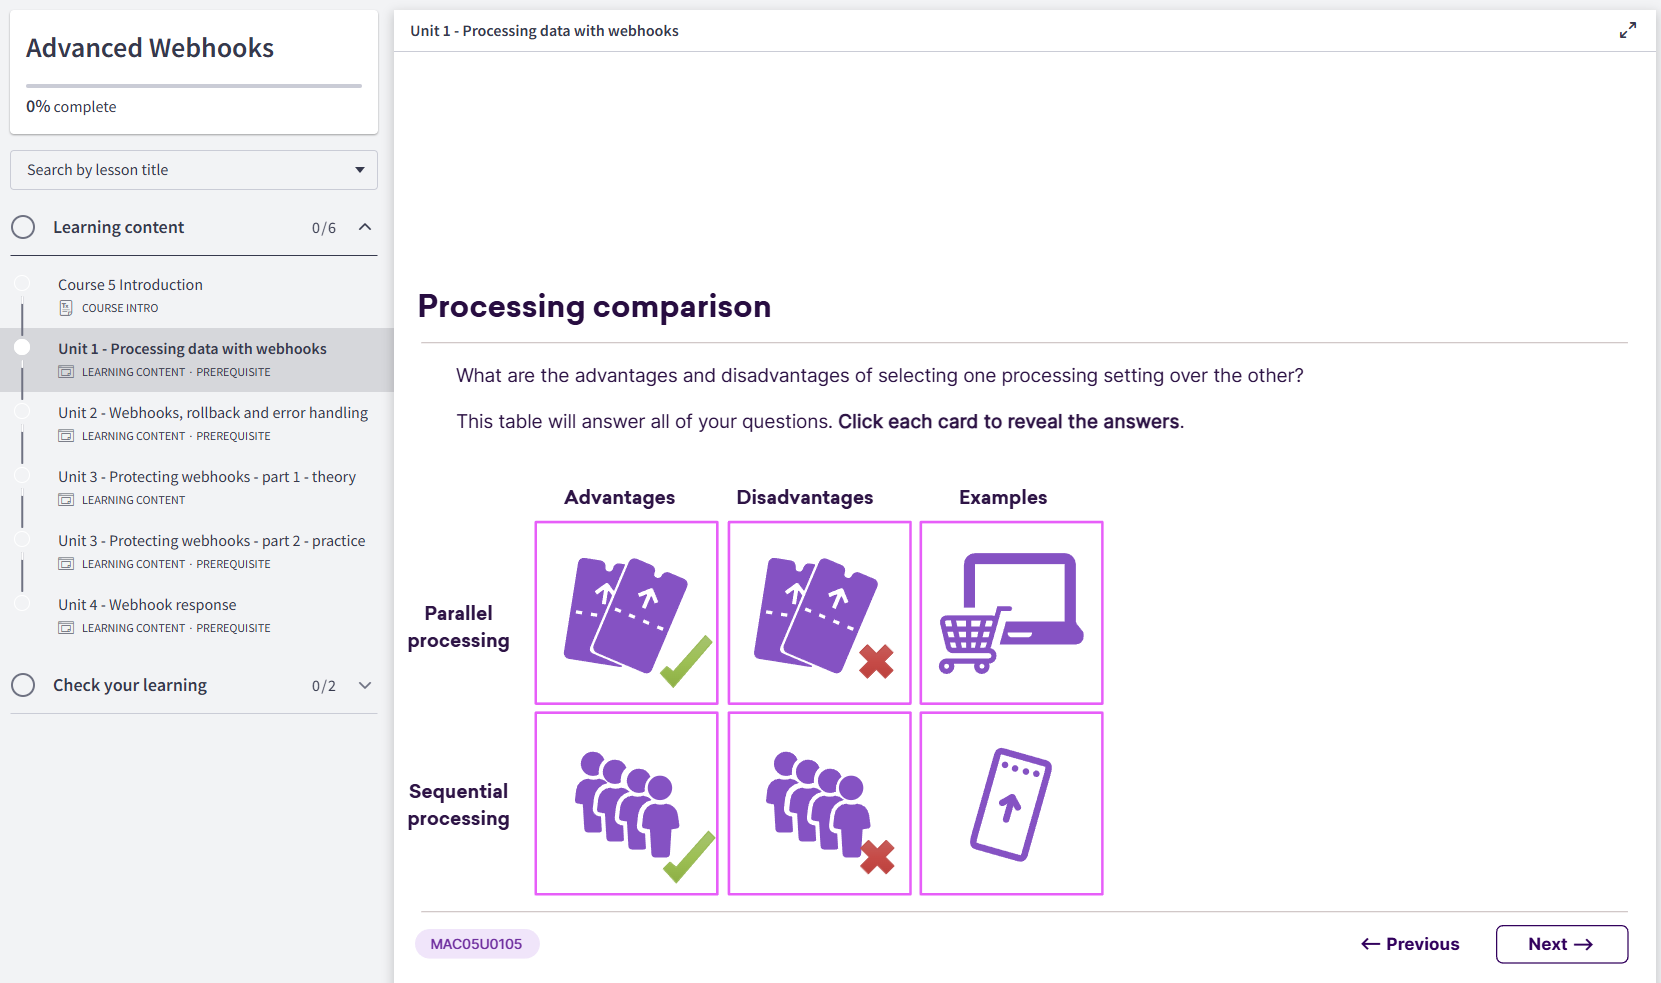 Advanced Webhooks
0% complete
Search by lesson title
Learning content 0/6
Course 5 Introduction
COURSE INTRO
Unit 1 - Processing data with webhooks
LEARNING CONTENT · PREREQUISITE
Unit 2 - Webhooks, rollback and error handling
LEARNING CONTENT · PREREQUISITE
Unit 3 - Protecting webhooks - part 1 - theory
LEARNING CONTENT
Unit 3 - Protecting webhooks - part 2 - practice
LEARNING CONTENT · PREREQUISITE
Unit 4 - Webhook response
LEARNING CONTENT · PREREQUISITE
Check your learning 0/2
Unit 1 - Processing data with webhooks
Processing comparison
What are the advantages and disadvantages of selecting one processing setting over the other?
This table will answer all of your questions. Click each card to reveal the answers.
Advantages Disadvantages Examples
Parallel
processing
Sequential
processing
MAC05U0105
← Previous
Next →